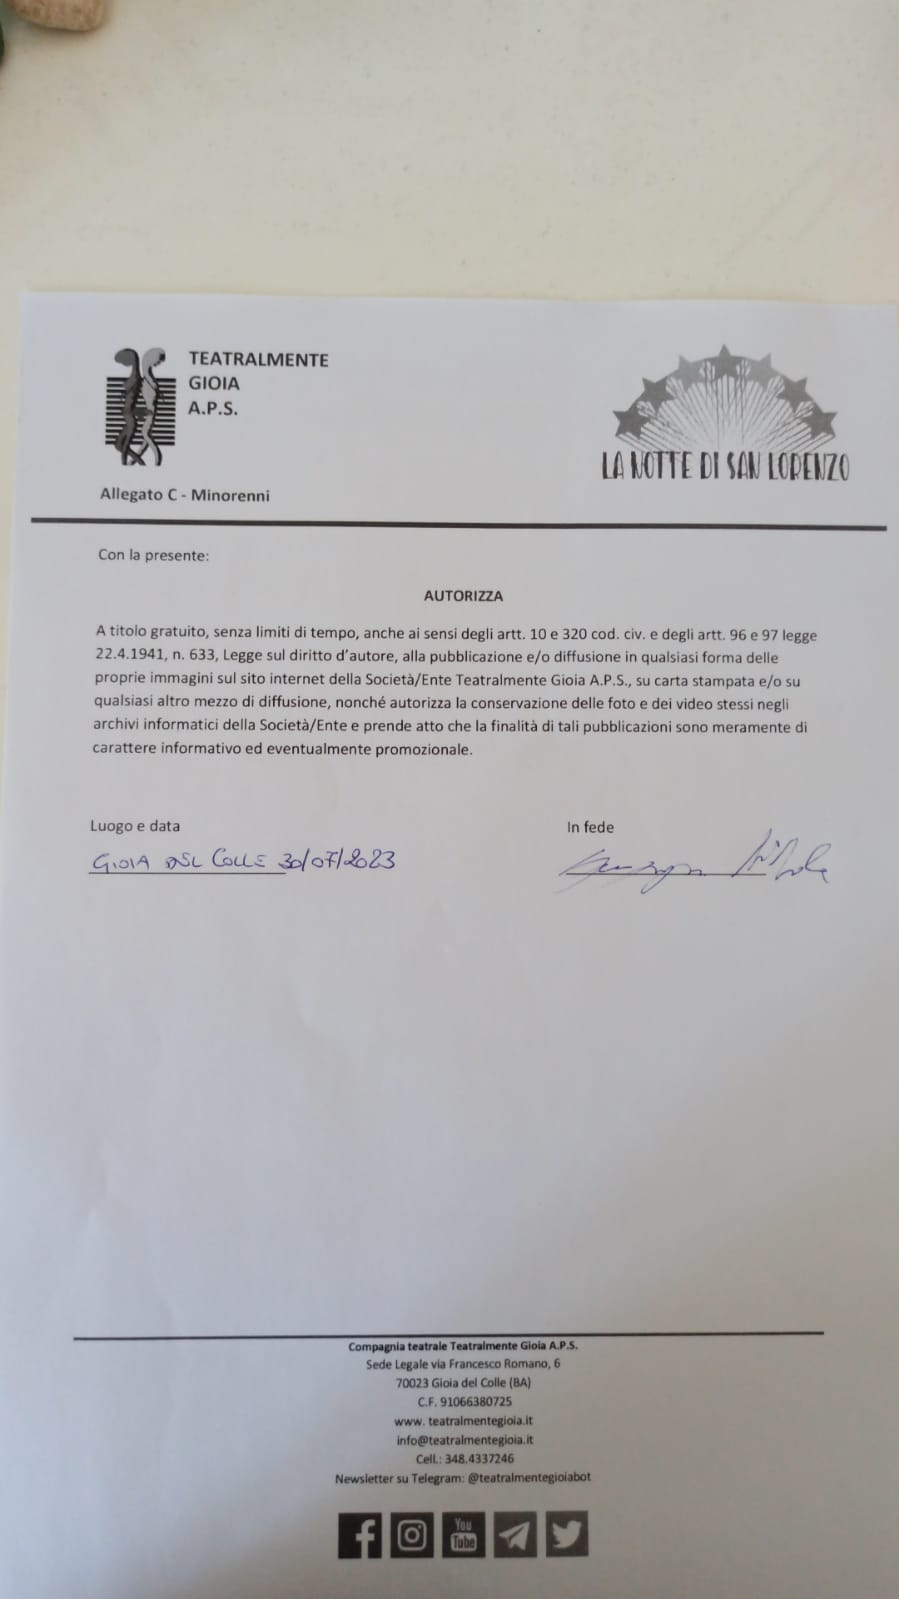 TEATRALMENTE
GIOIA
A.P.S.
LA NOTTE DI SAN LORENZO
Allegato C - Minorenni
Con la presente:
AUTORIZZA
A titolo gratuito, senza limiti di tempo, anche ai sensi degli artt. 10 e 320 cod. civ. e degli artt. 96 e 97 legge
22.4.1941, n. 633, Legge sul diritto d'autore, alla pubblicazione e/o diffusione in qualsiasi forma delle
proprie immagini sul sito internet della Società/Ente Teatralmente Gioia A.P.S., su carta stampata e/o su
qualsiasi altro mezzo di diffusione, nonché autorizza la conservazione delle foto e dei video stessi negli
archivi informatici della Società/Ente e prende atto che la finalità di tali pubblicazioni sono meramente di
carattere informativo ed eventualmente promozionale.
Luogo e data
In fede
GIOIA DEL COLLE 30/07/2023
Compagnia teatrale Teatralmente Gioia A.P.S.
Sede Legale via Francesco Romano, 6
70023 Gioia del Colle (BA)
C.F. 91066380725
www. teatralmentegioia.it
info@teatralmentegioia.it
Cell.: 348.4337246
Newsletter su Telegram: @teatralmentegioiabot
You
Tube